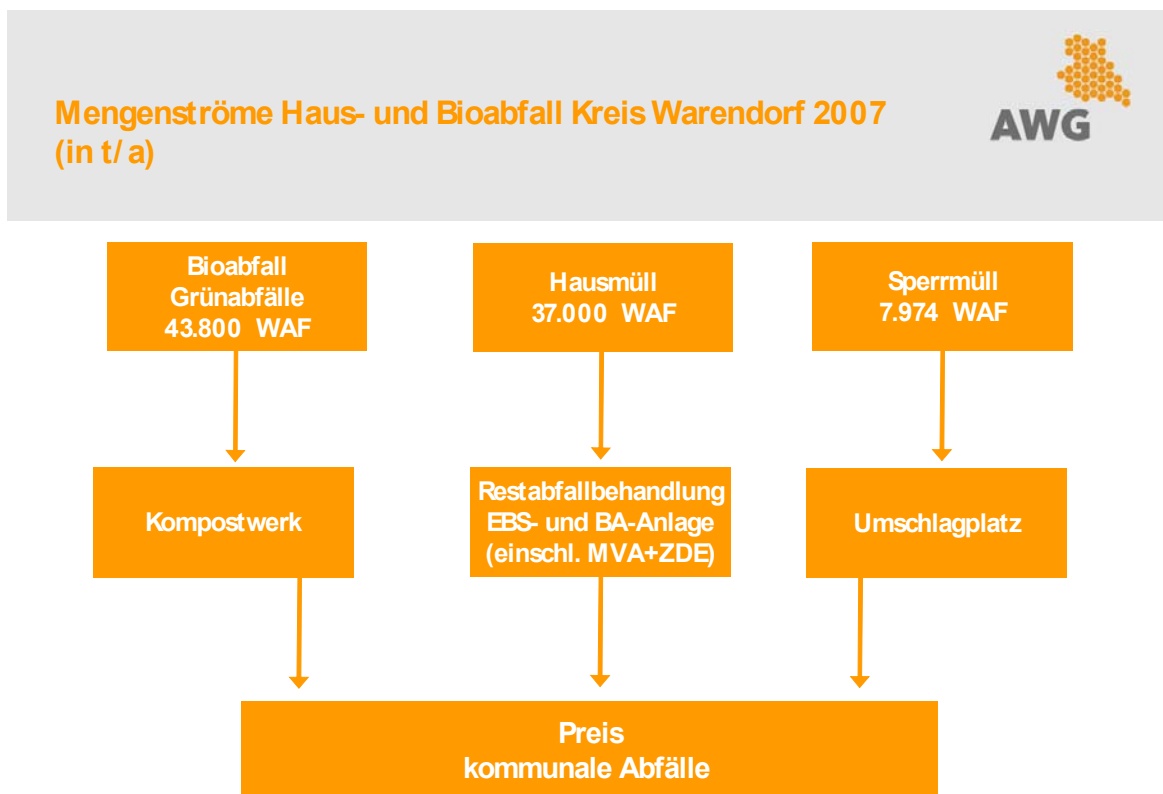 Mengenströme Haus- und Bioabfall Kreis Warendorf 2007
(in t/a)
AWG
Bioabfall
Grünabfälle
43.800 WAF
Hausmüll
37.000 WAF
Sperrmüll
7.974 WAF
Kompostwerk
Restabfallbehandlung
EBS- und BA-Anlage
(einschl. MVA+ZDE)
Umschlagplatz
Preis
kommunale Abfälle